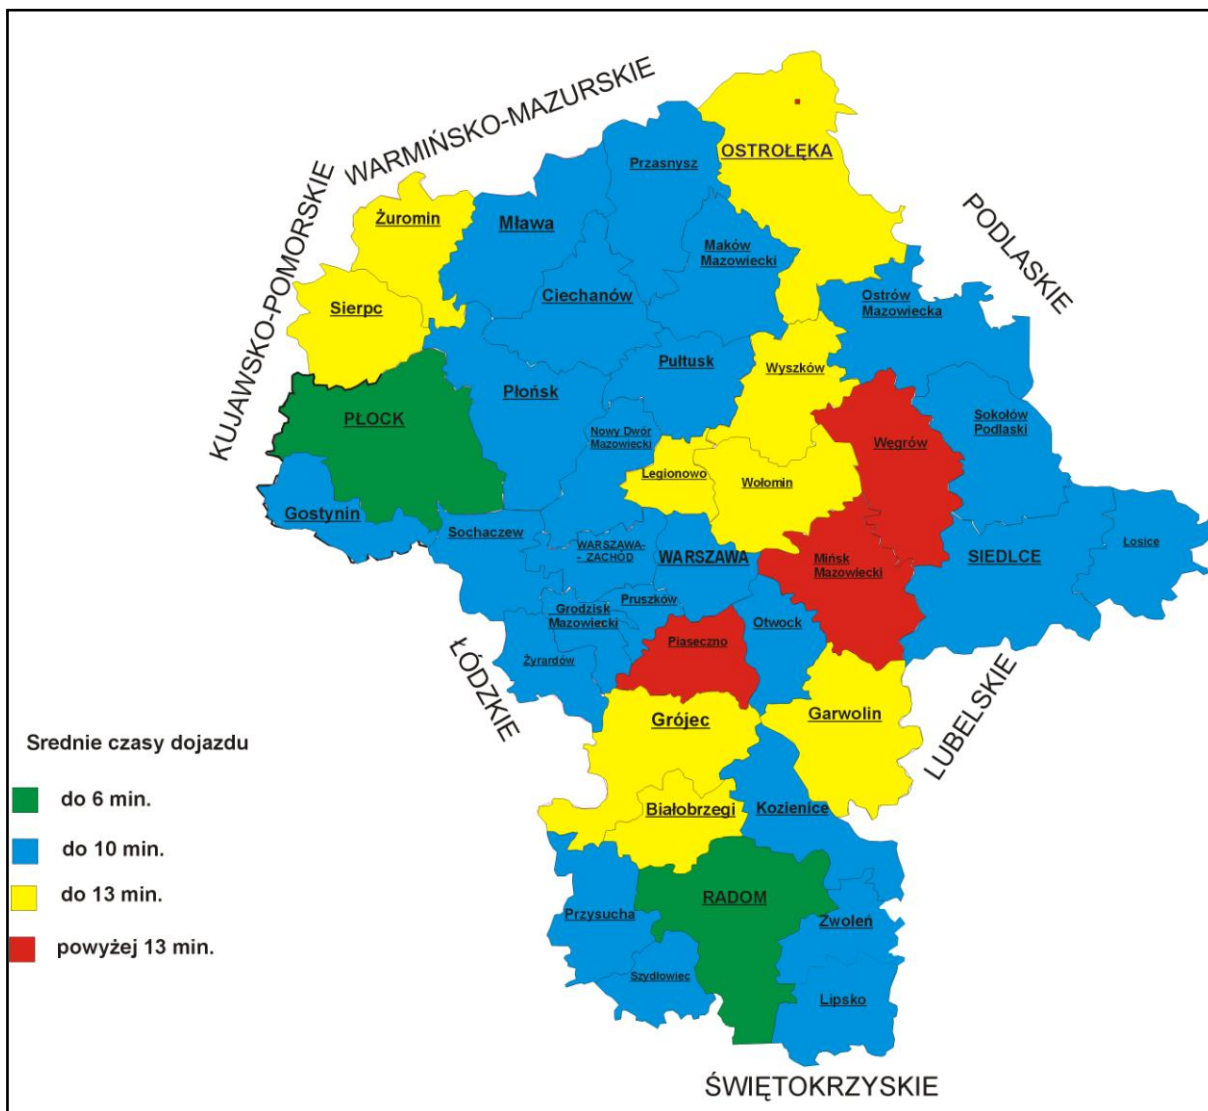 WARMIŃSKO-MAZURSKIE
KUJAWSKO-POMORSKIE
PODLASKIE
OSTROŁĘKA
Przasnysz
Żuromin
Mława
Maków
Mazowiecki
Ciechanów
Ostrów
Mazowiecka
Sierpc
Pułtusk
Wyszków
Płońsk
PŁOCK
Nowy Dwór
Mazowiecki
Sokołów
Podlaski
Węgrów
Legionowo
Wołomin
Gostynin
Sochaczew
WARSZAWA-
- ZACHÓD
WARSZAWA
Mińsk
Mazowiecki
SIEDLCE
Łosice
Pruszków
Grodzisk
Mazowiecki
Otwock
Piaseczno
Żyrardów
ŁÓDZKIE
LUBELSKIE
Grójec
Garwolin
Białobrzegi
Kozienice
RADOM
Przysucha
Zwoleń
Szydłowiec
Lipsko
ŚWIĘTOKRZYSKIE
Srednie czasy dojazdu
do 6 min.
do 10 min.
do 13 min.
powyżej 13 min.